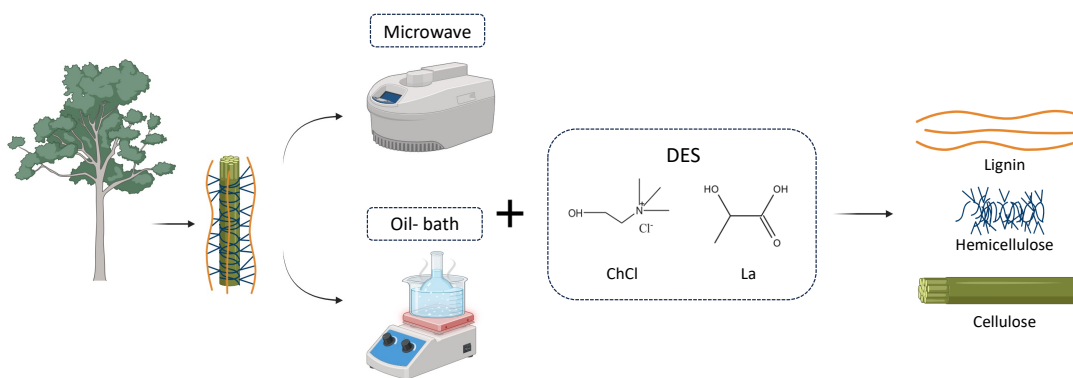 Microwave
Oil- bath
DES
OH
N+
Cl-
ChCl
HO
OH
O
La
Lignin
Hemicellulose
Cellulose